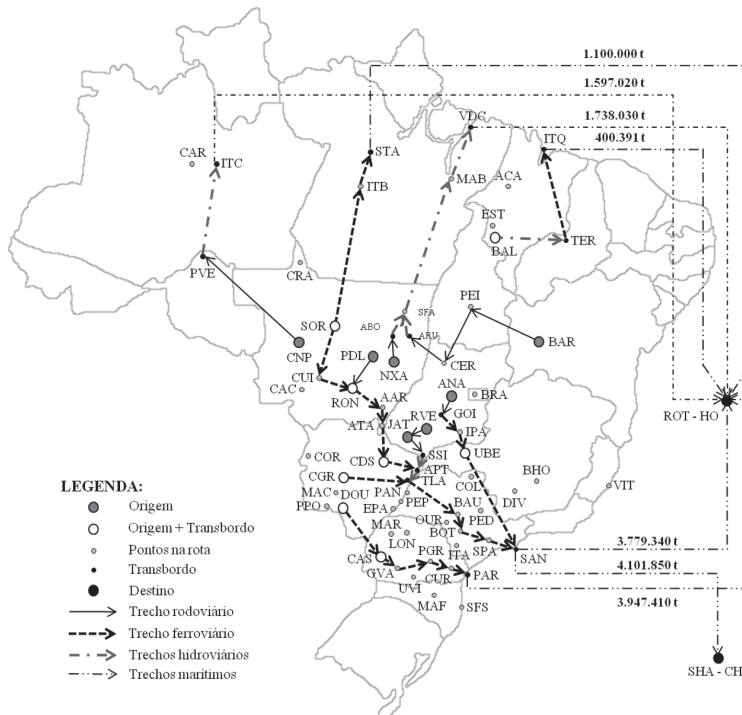 1.100.000 t
1.597.020 t
VDC
1.738.030 t
ITQ
400.391 t
STA
CAR
ITC
ITB
MAB
ACA
EST
BAL
TER
PVE
CRA
PEI
SFA
SOR
ABO
ARU
BAR
CNP
PDL
CER
NXA
CUI
CAC
RON
AAR
ANA
BRA
ROT - HO
ATA
JAT
RVE
GOI
IPA
COR
CDS
SSI
UBE
APT
CGR
TLA
COL
BHO
VIT
LEGENDA:
MAC
DOU
PAN
DIV
PPO
EPA
PEP
BAU
PED
Origem
OUR
Origem + Transbordo
MAR
BOT
LON
ITA
SPA
SAN
3.779.340 t
Pontos na rota
CAS
PGR
4.101.850 t
Transbordo
GVA
CUR
PAR
UVI
Destino
MAF
SFS
3.947.410 t
Trecho rodoviário
Trecho ferroviário
Trechos hidroviários
Trechos marítimos
SHA - CH